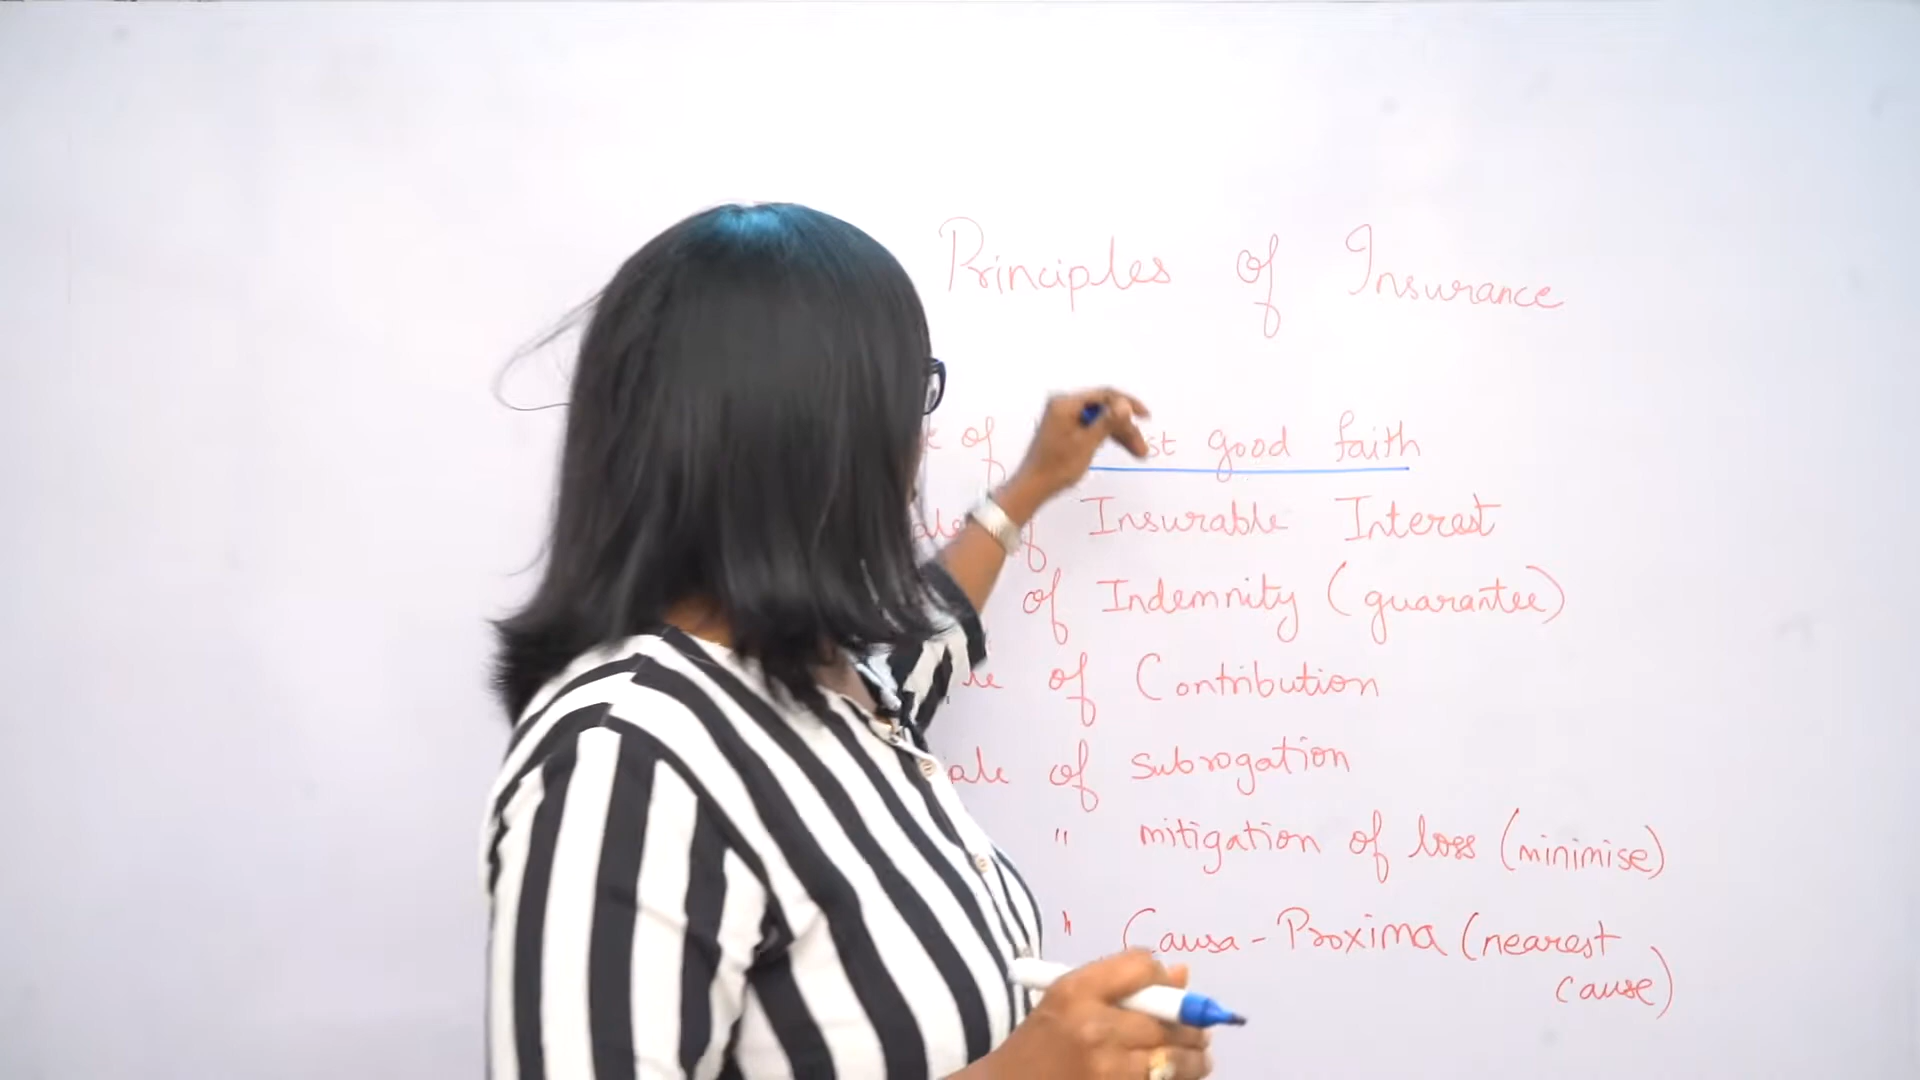 Principles of Insurance
of good faith
Insurable Interest
of Indemnity (guarantee)
of Contribution
of subrogation
" mitigation of loss (minimise)
" Causa-Proxima (nearest
cause)